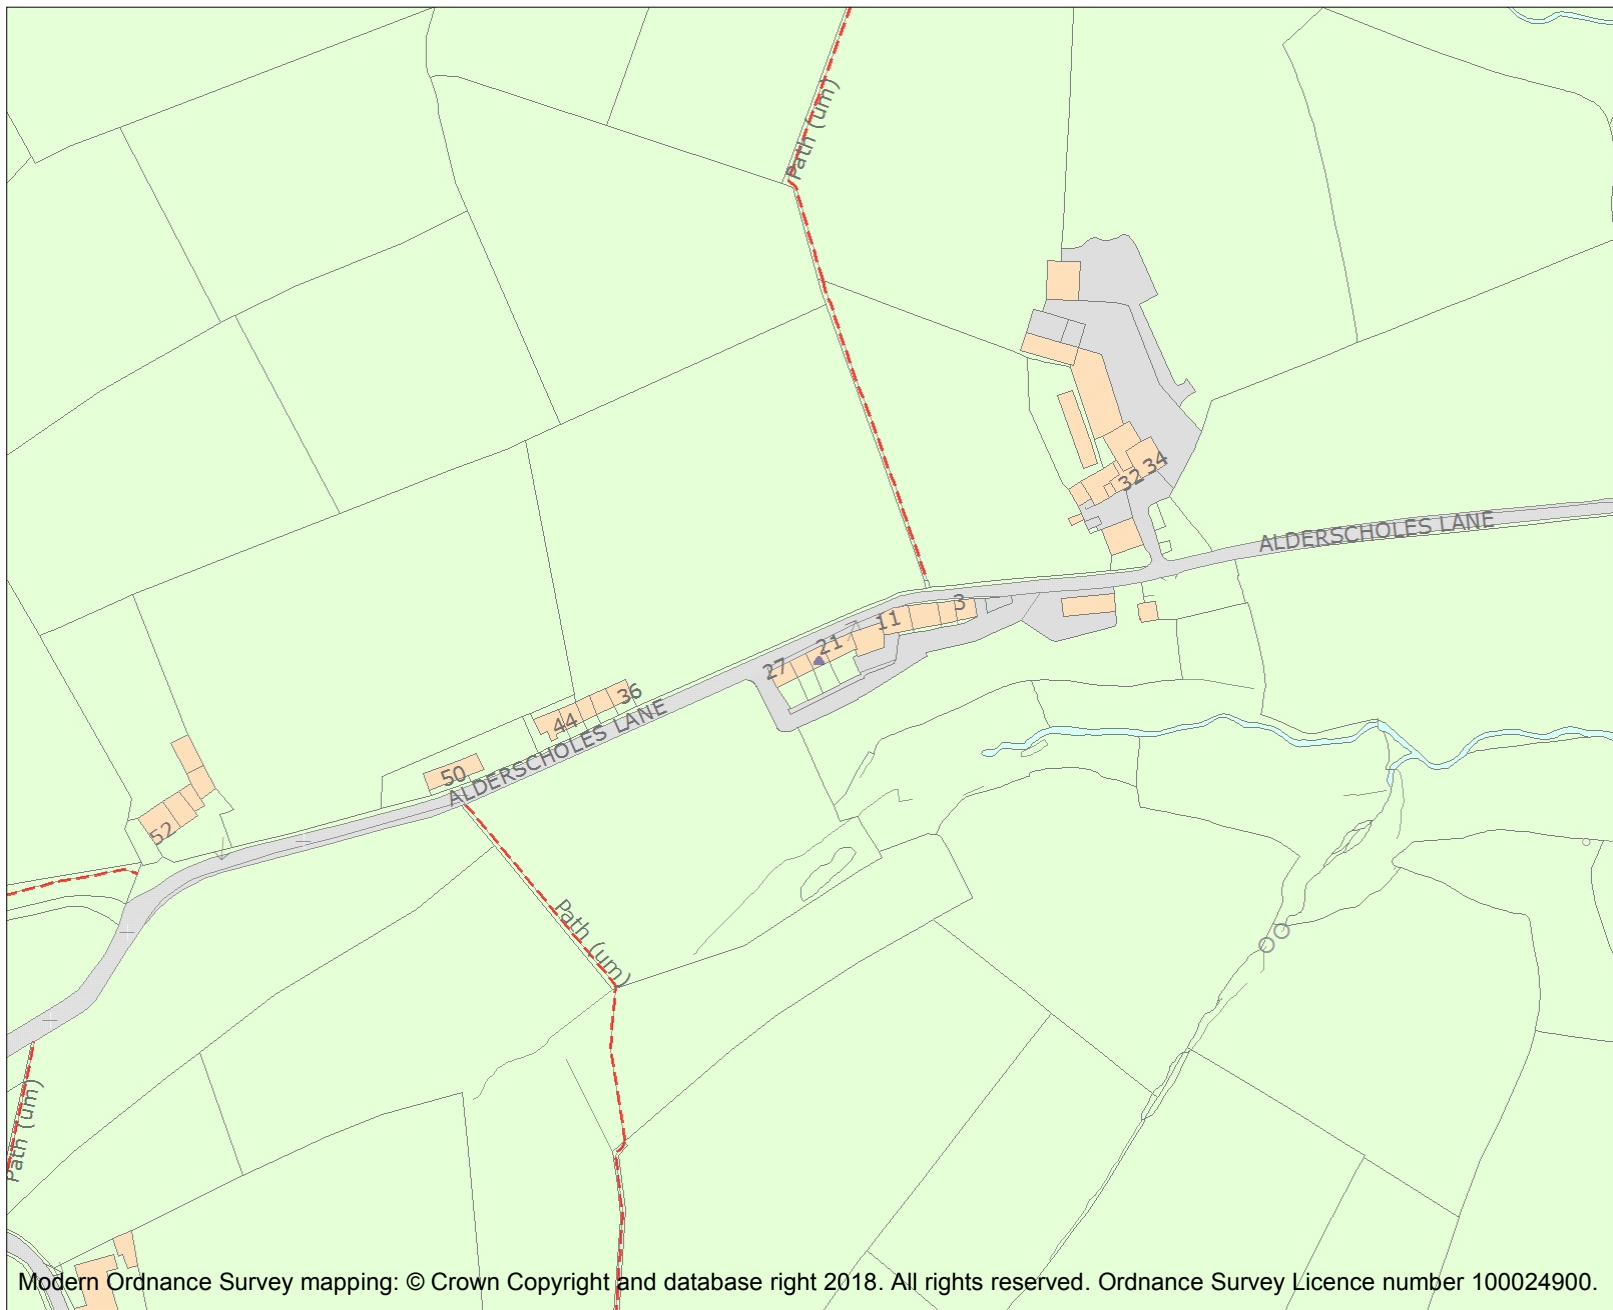 Path (um)
32 34
ALDERSCHOLES LANE
3
11
21
27
36
44
ALDERSCHOLES LANE
50
52
Path (um)
Path (um)
Modern Ordnance Survey mapping: © Crown Copyright and database right 2018. All rights reserved. Ordnance Survey Licence number 100024900.